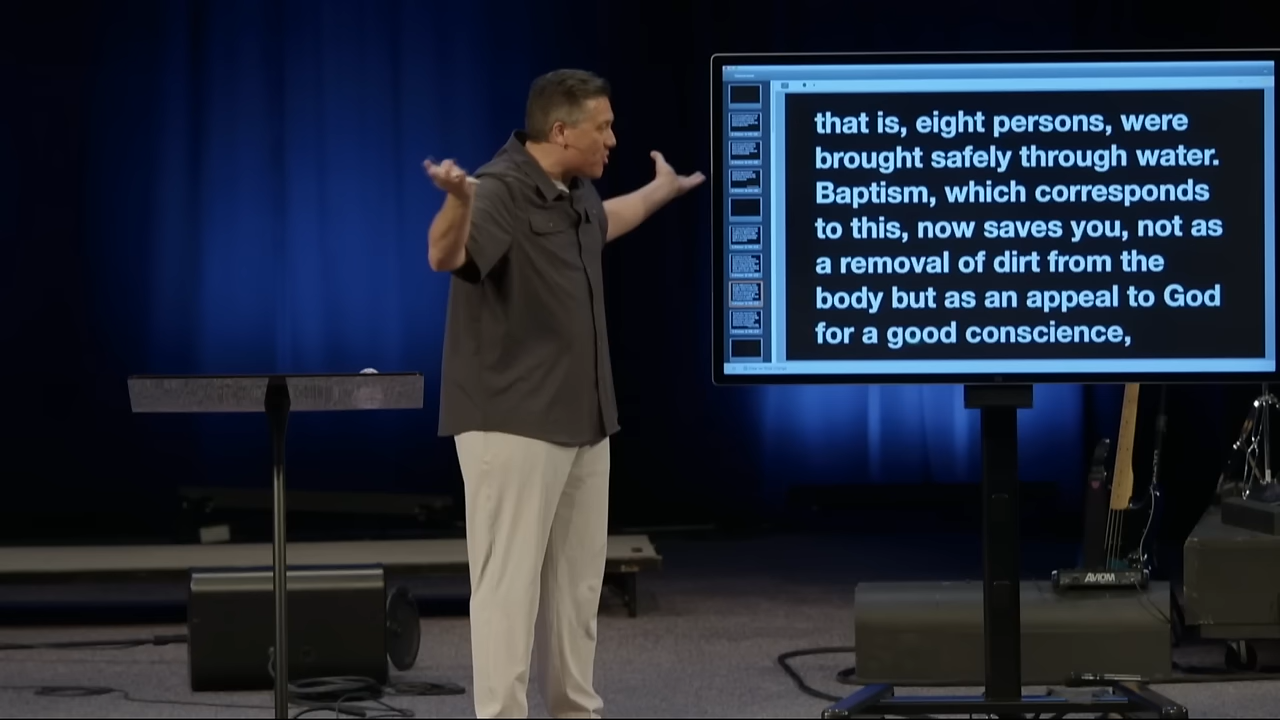 that is, eight persons, were
brought safely through water.
Baptism, which corresponds
to this, now saves you, not as
a removal of dirt from the
body but as an appeal to God
for a good conscience,
AVIOM